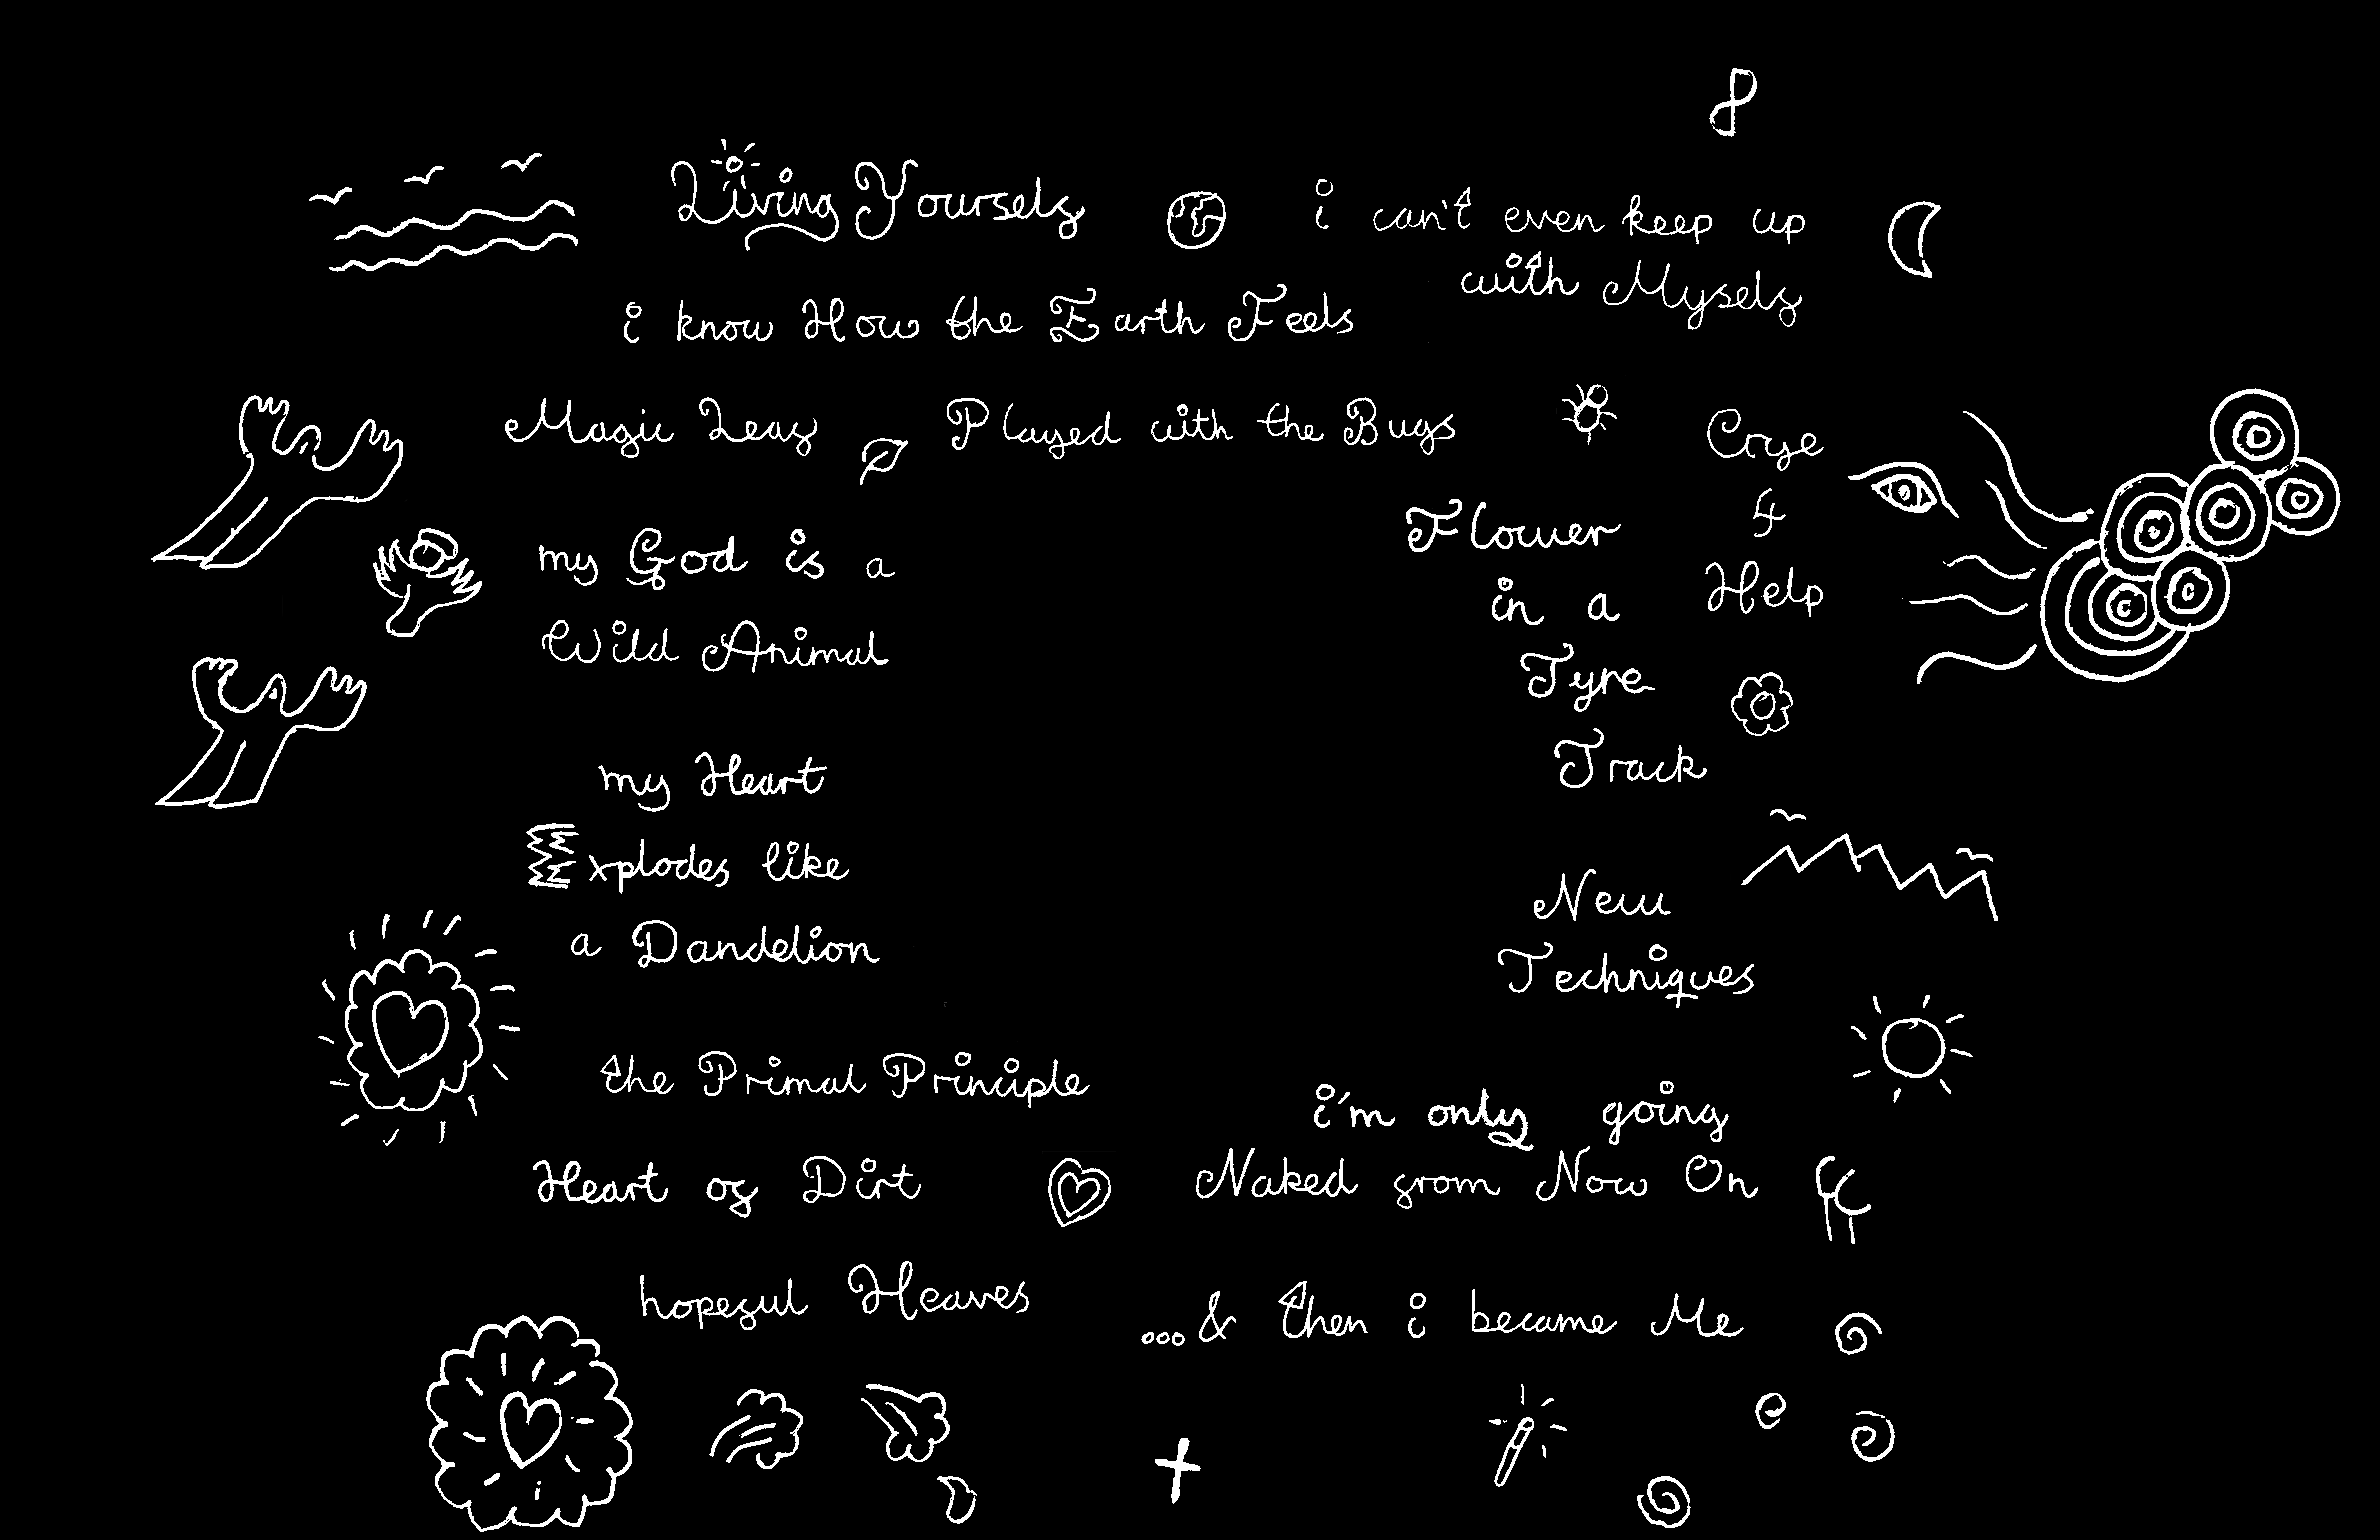 Living Yourself
i can't even keep up
with Myself
i know How the Earth Feels
Magic Leaf
Played with the Bugs
Crye
4
Help
Flower
in a
Tyre
Track
my God is a
Wild Animal
my Heart
Explodes like
a Dandelion
New
Techniques
the Primal Principle
i'm only going
Naked from Now On
Heart of Dirt
hopeful Heaves
...& then i became Me